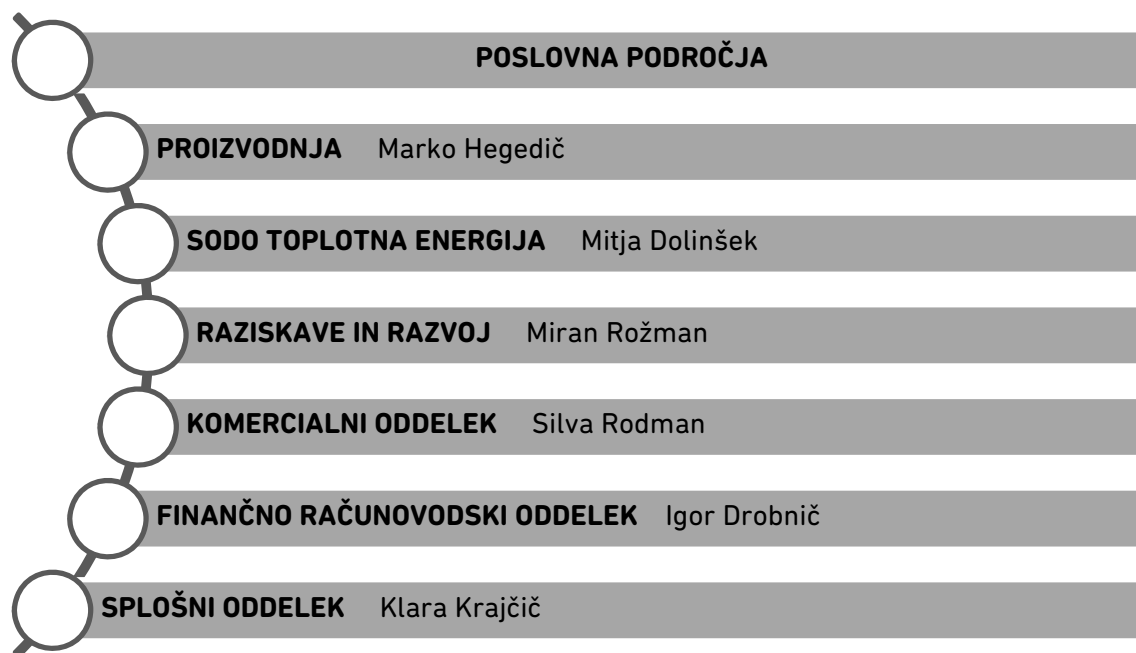 POSLOVNA PODROČJA
PROIZVODNJA Marko Hegedič
SODO TOPLOTNA ENERGIJA Mitja Dolinšek
RAZISKAVE IN RAZVOJ Miran Rožman
KOMERCIALNI ODDELEK Silva Rodman
FINANČNO RAČUNOVODSKI ODDELEK Igor Drobnič
SPLOŠNI ODDELEK Klara Krajčič